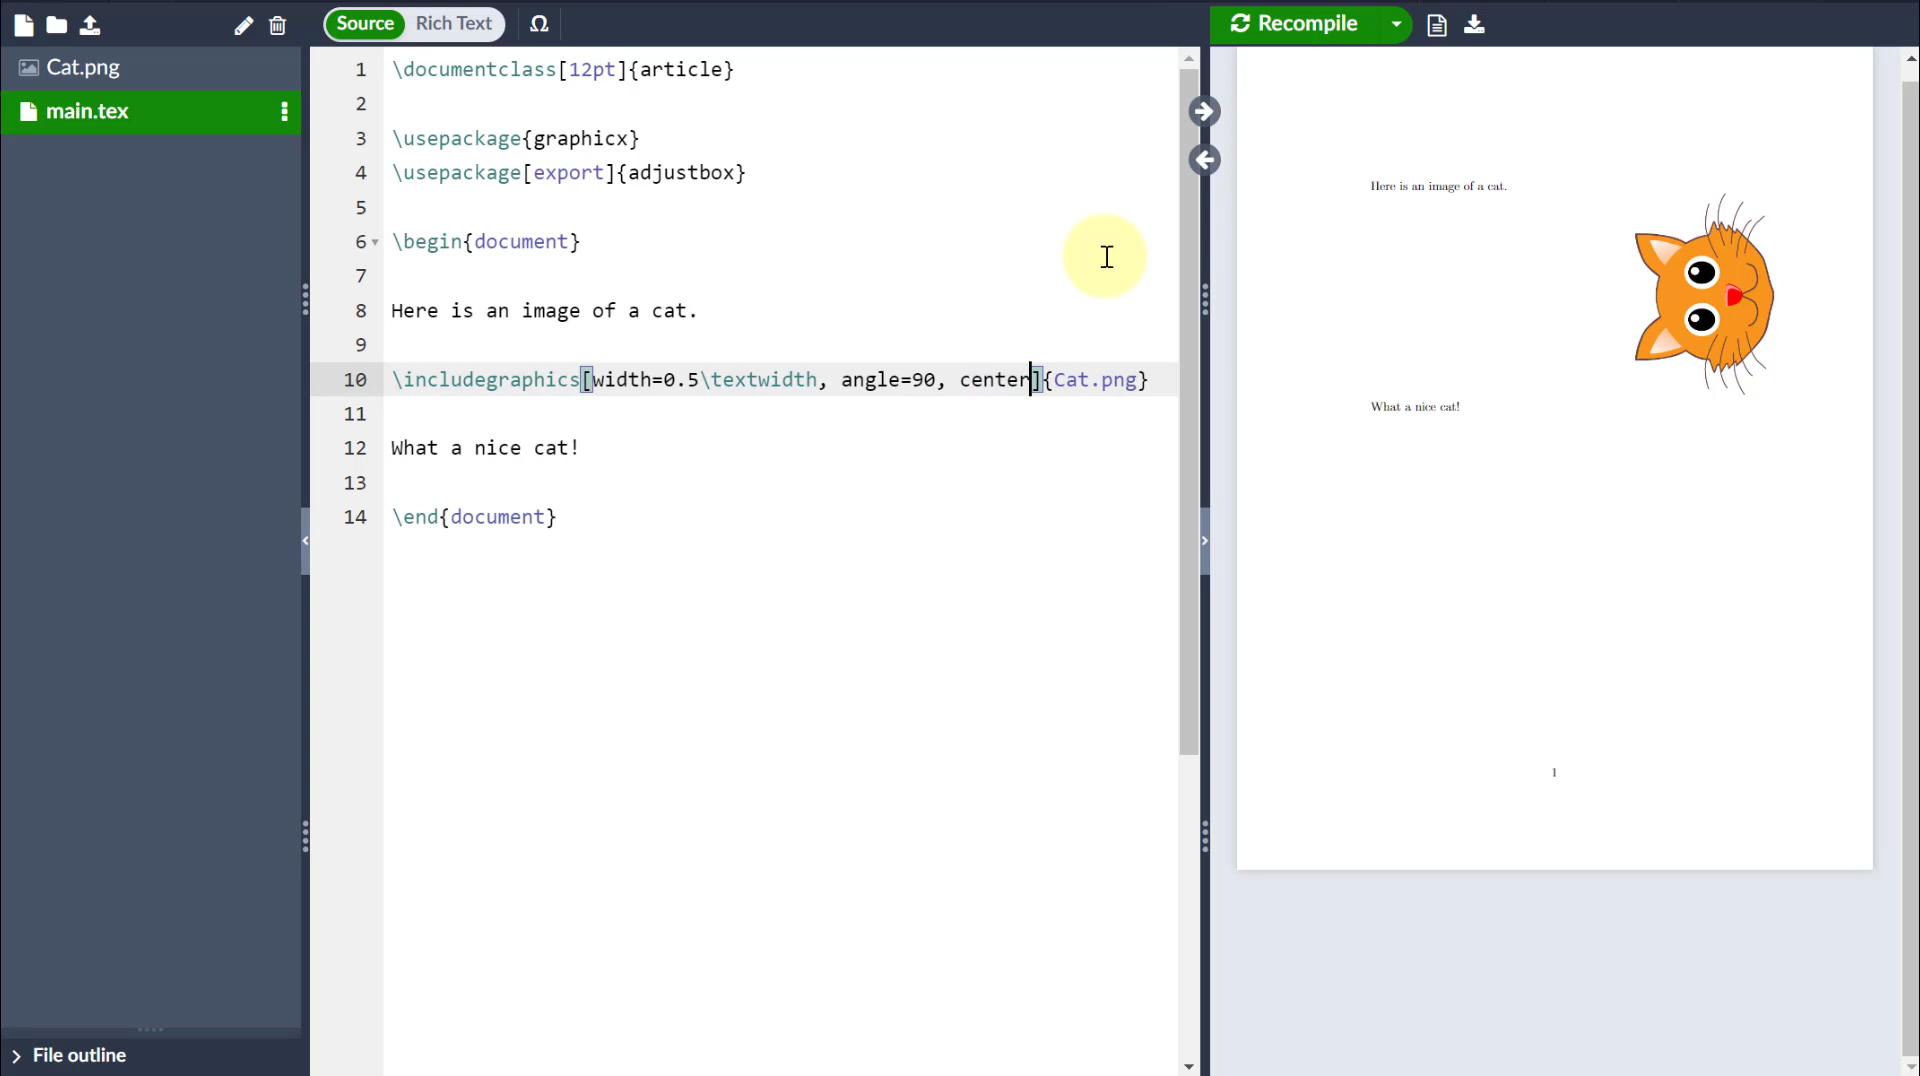 Source Rich Text Ω
Recompile
Cat.png
main.tex
1 \documentclass[12pt]{article}
2
3 \usepackage{graphicx}
4 \usepackage[export]{adjustbox}
5
6 \begin{document}
7
8 Here is an image of a cat.
9
10 \includegraphics[width=0.5\textwidth, angle=90, center]{Cat.png}
11
12 What a nice cat!
13
14 \end{document}
Here is an image of a cat.
What a nice cat!
1
File outline